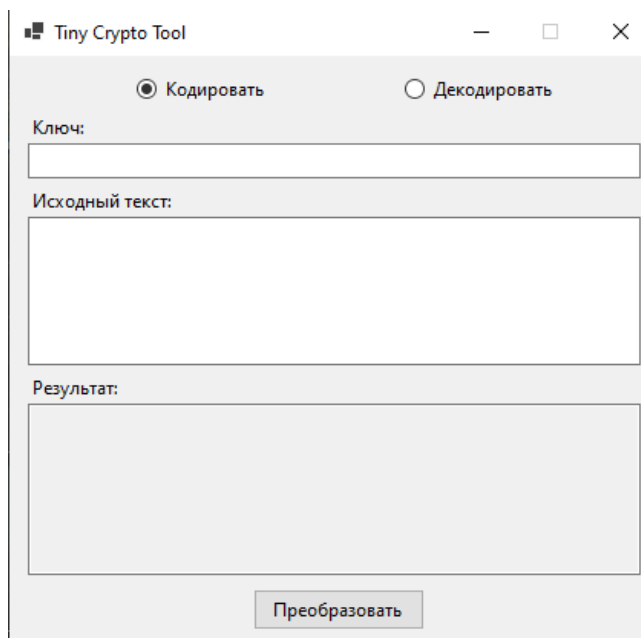 Tiny Crypto Tool
Кодировать Декодировать
Ключ:
Исходный текст:
Результат:
Преобразовать